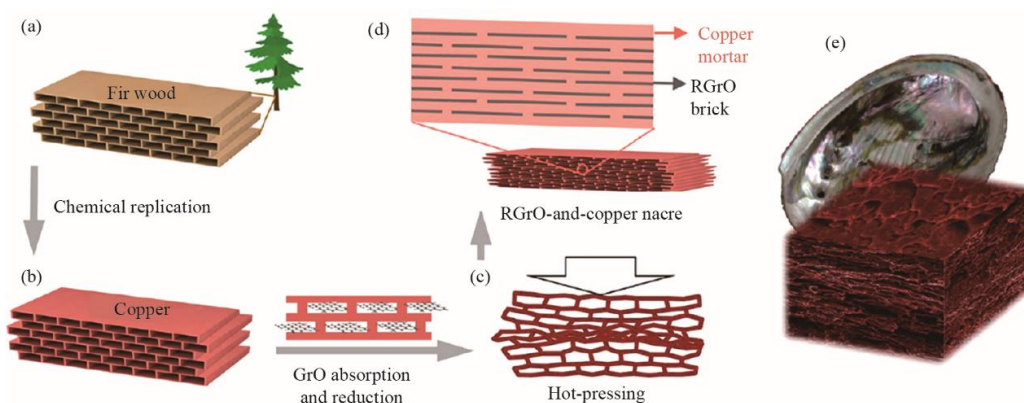 (a)
Fir wood
Chemical replication
(b)
Copper
GrO absorption
and reduction
(c)
Hot-pressing
(d)
Copper
mortar
RGrO
brick
RGrO-and-copper nacre
(e)